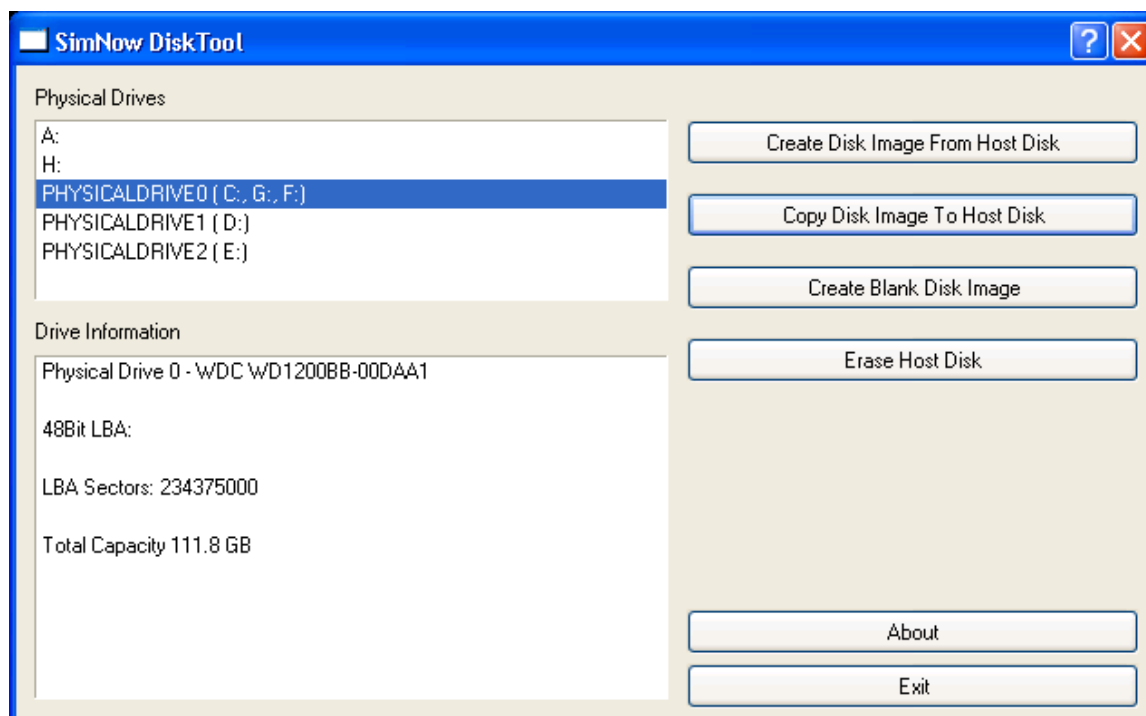 SimNow DiskTool
Physical Drives
A:
H:
PHYSICALDRIVE0 ( C:, G:, F:)
PHYSICALDRIVE1 ( D:)
PHYSICALDRIVE2 ( E:)
Create Disk Image From Host Disk
Copy Disk Image To Host Disk
Create Blank Disk Image
Erase Host Disk
Drive Information
Physical Drive 0 - WDC WD1200BB-00DAA1
48Bit LBA:
LBA Sectors: 234375000
Total Capacity 111.8 GB
About
Exit